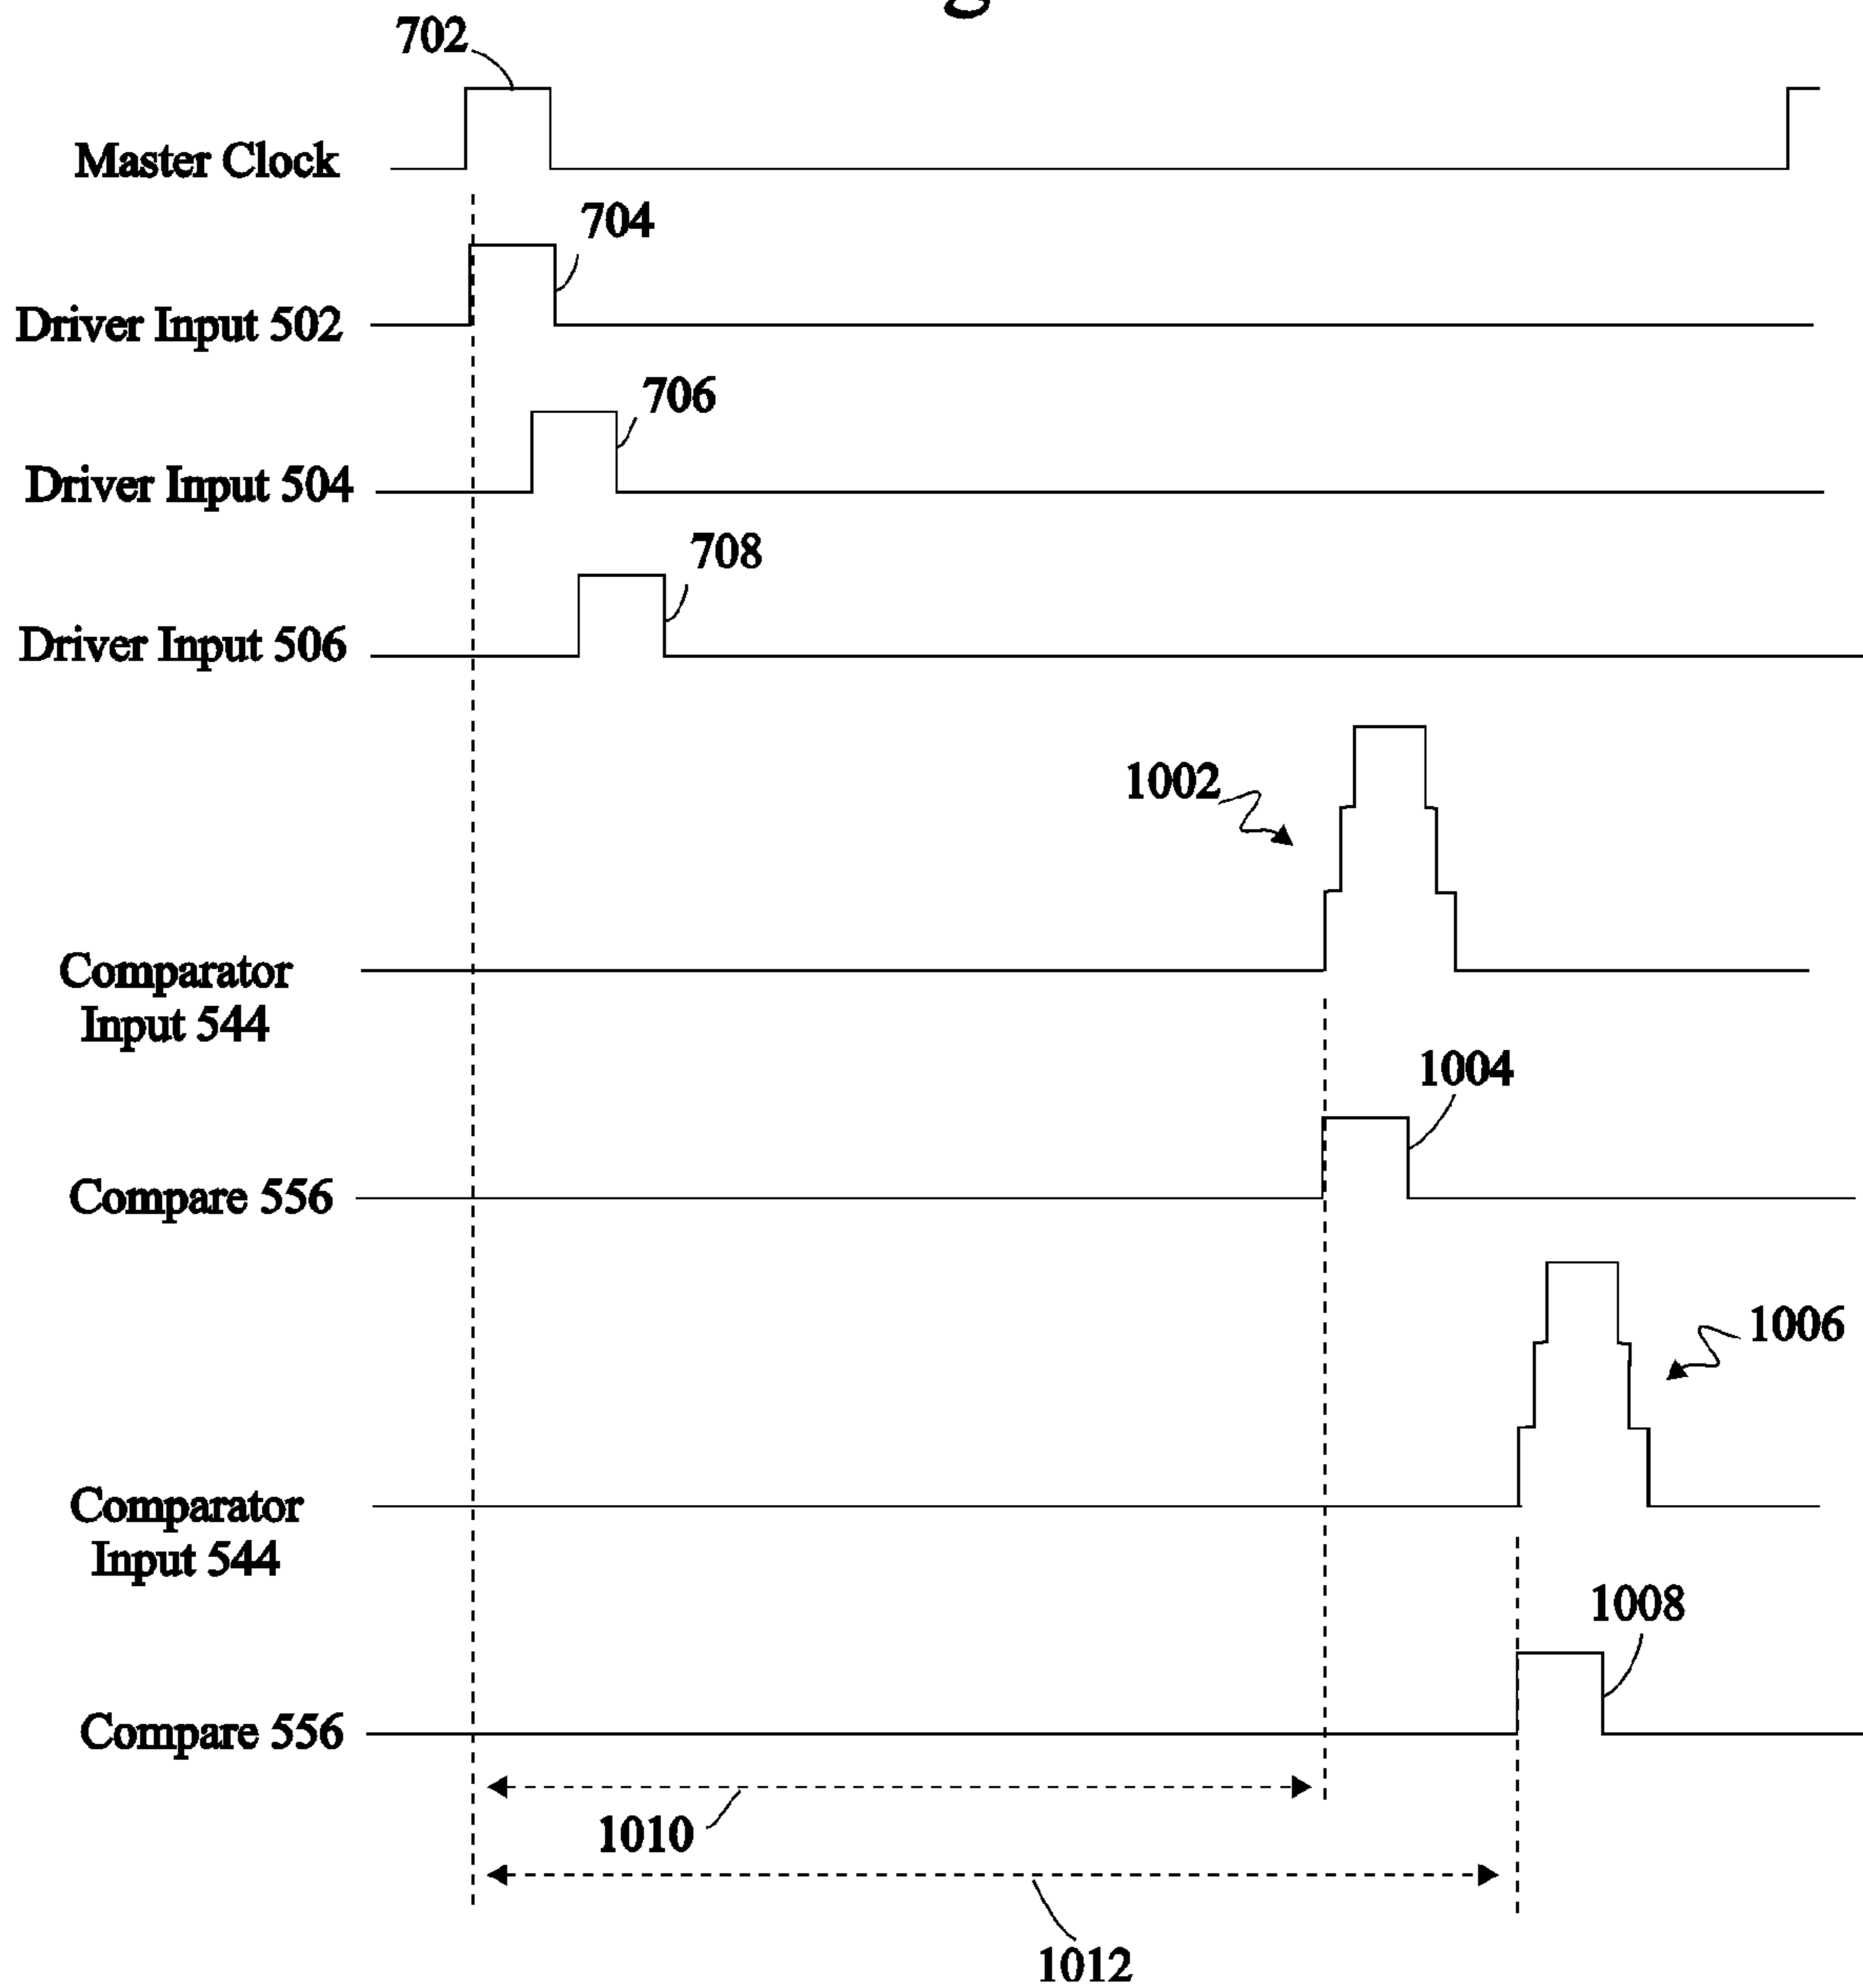 702
Master Clock
704
Driver Input 502
706
Driver Input 504
708
Driver Input 506
1002
Comparator
Input 544
1004
Compare 556
1006
Comparator
Input 544
1008
Compare 556
1010
1012